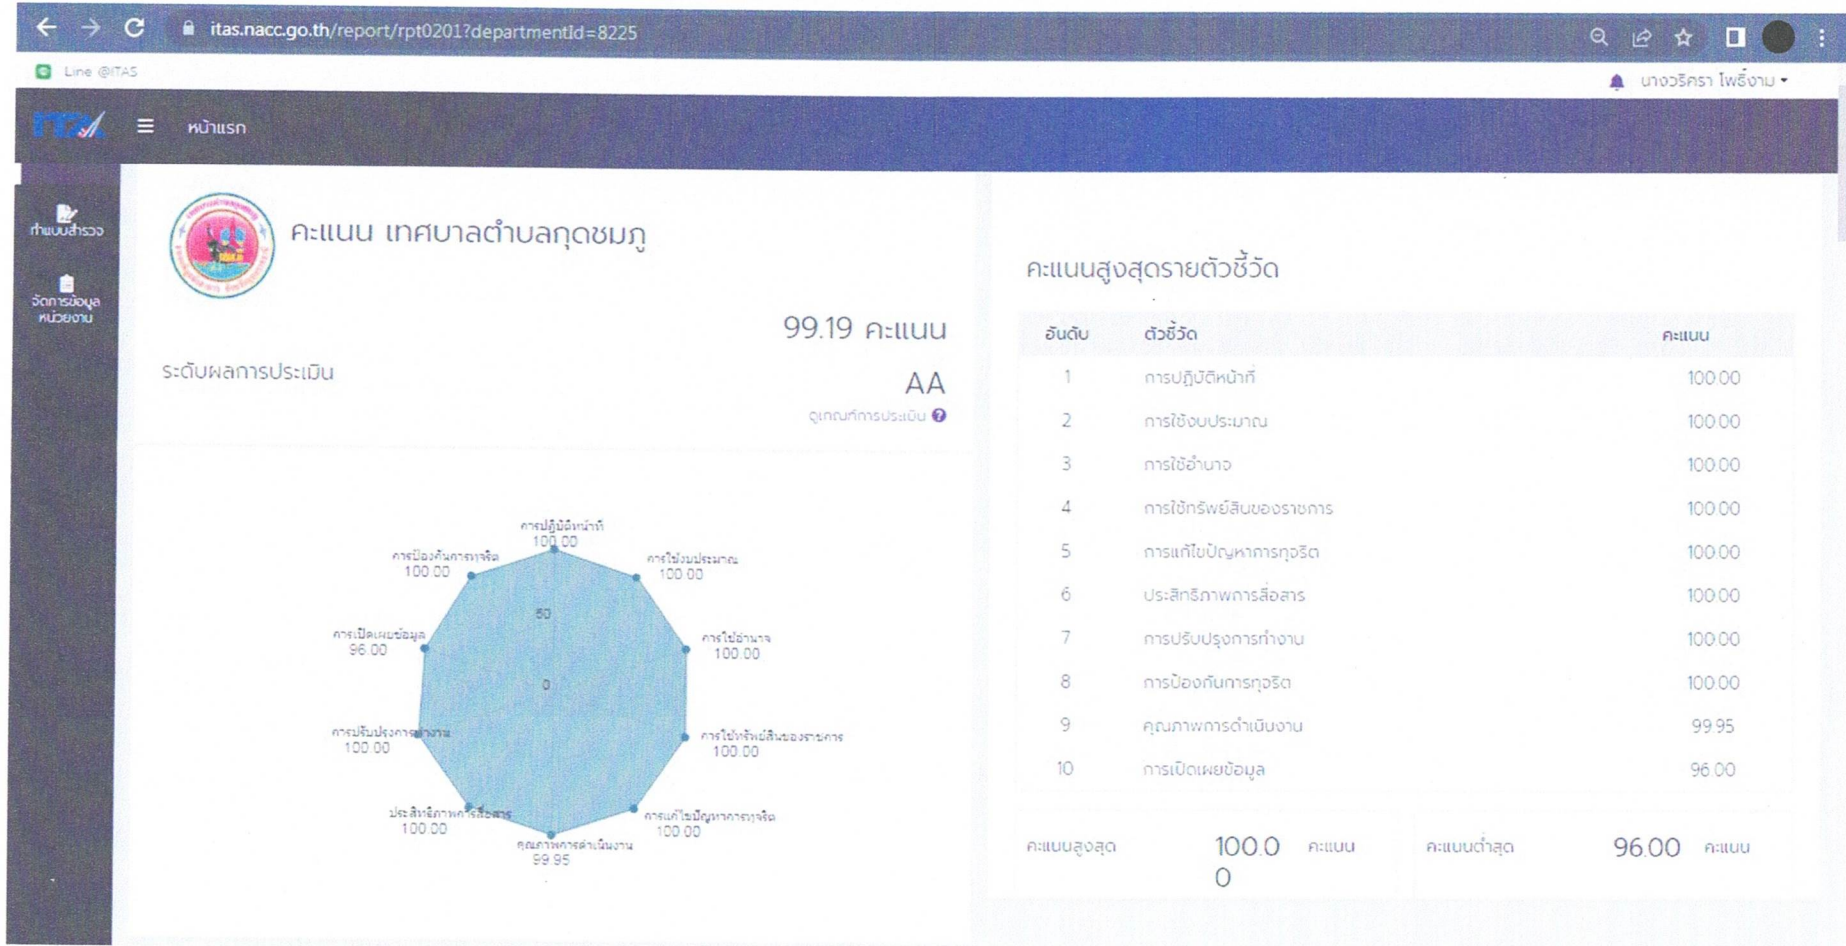 itas.nacc.go.th/report/rpt0201?departmentId=8225
Line @ITAS
นางวริศรา โพธิ์งาม
ITA
หน้าแรก
ทำแบบสำรวจ
จัดการข้อมูล
หน่วยงาน
คะแนน เทศบาลตำบลกุดชมภู
99.19 คะแนน
ระดับผลการประเมิน
AA
ดูเกณฑ์การประเมิน
การปฏิบัติหน้าที่
100.00
การป้องกันการทุจริต
100.00
การใช้งบประมาณ
100.00
50
การเปิดเผยข้อมูล
96.00
การใช้อำนาจ
100.00
0
การปรับปรุงการทำงาน
100.00
การใช้ทรัพย์สินของราชการ
100.00
ประสิทธิภาพการสื่อสาร
100.00
การแก้ไขปัญหาการทุจริต
100.00
คุณภาพการดำเนินงาน
99.95
คะแนนสูงสุดรายตัวชี้วัด
อันดับ ตัวชี้วัด คะแนน
1 การปฏิบัติหน้าที่ 100.00
2 การใช้งบประมาณ 100.00
3 การใช้อำนาจ 100.00
4 การใช้ทรัพย์สินของราชการ 100.00
5 การแก้ไขปัญหาการทุจริต 100.00
6 ประสิทธิภาพการสื่อสาร 100.00
7 การปรับปรุงการทำงาน 100.00
8 การป้องกันการทุจริต 100.00
9 คุณภาพการดำเนินงาน 99.95
10 การเปิดเผยข้อมูล 96.00
คะแนนสูงสุด 100.0 คะแนน คะแนนต่ำสุด 96.00 คะแนน
0